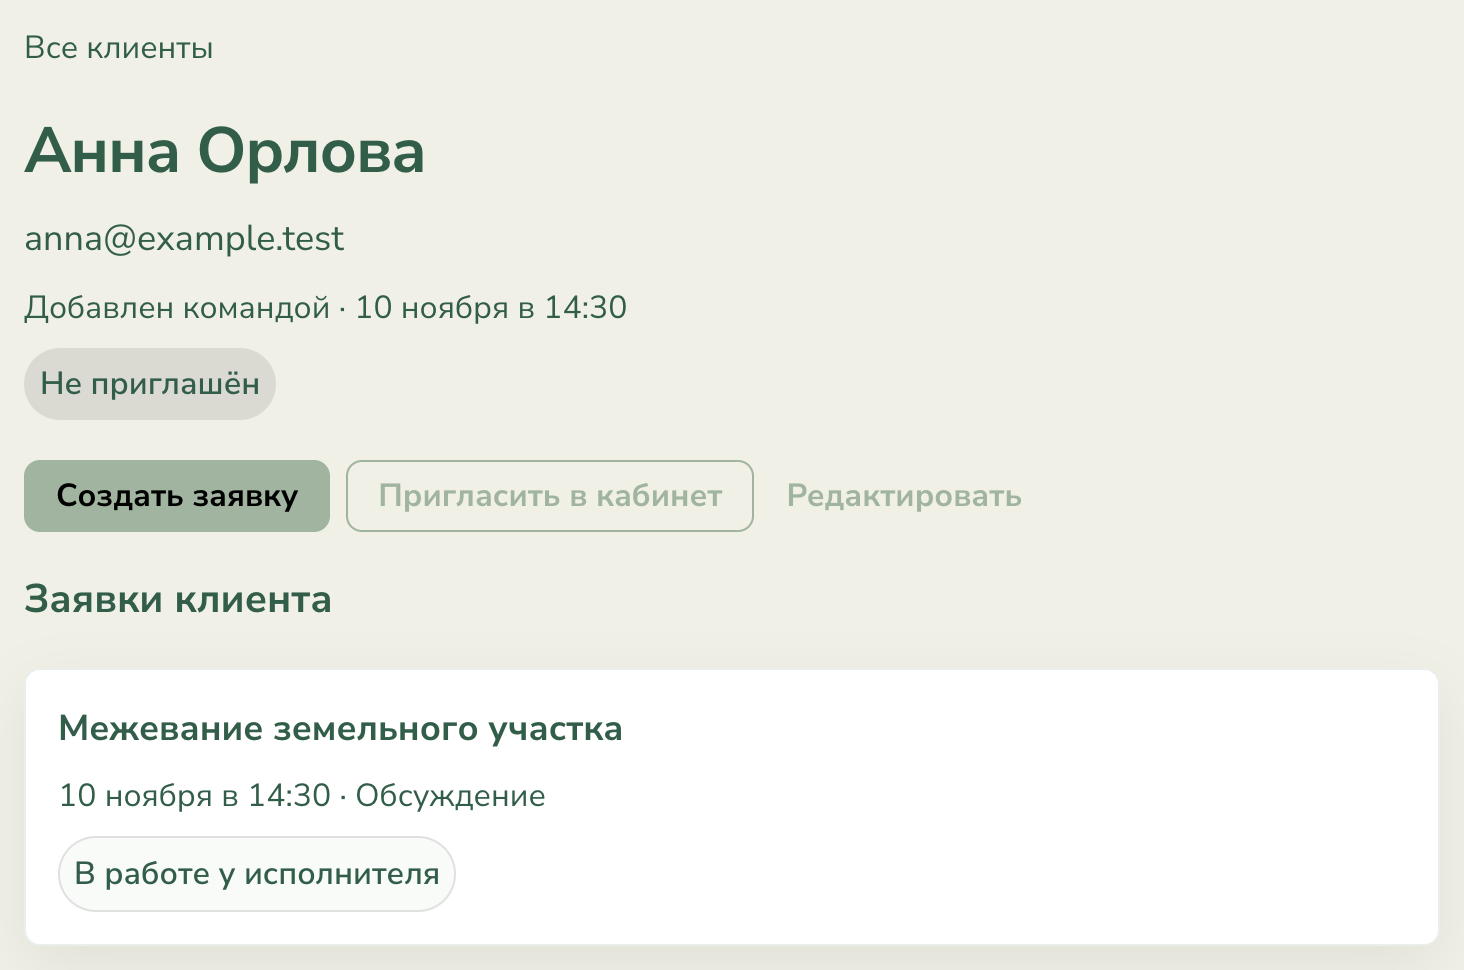 Все клиенты
Анна Орлова
anna@example.test
Добавлен командой · 10 ноября в 14:30
Не приглашён
Создать заявку
Пригласить в кабинет
Редактировать
Заявки клиента
Межевание земельного участка
10 ноября в 14:30 · Обсуждение
В работе у исполнителя